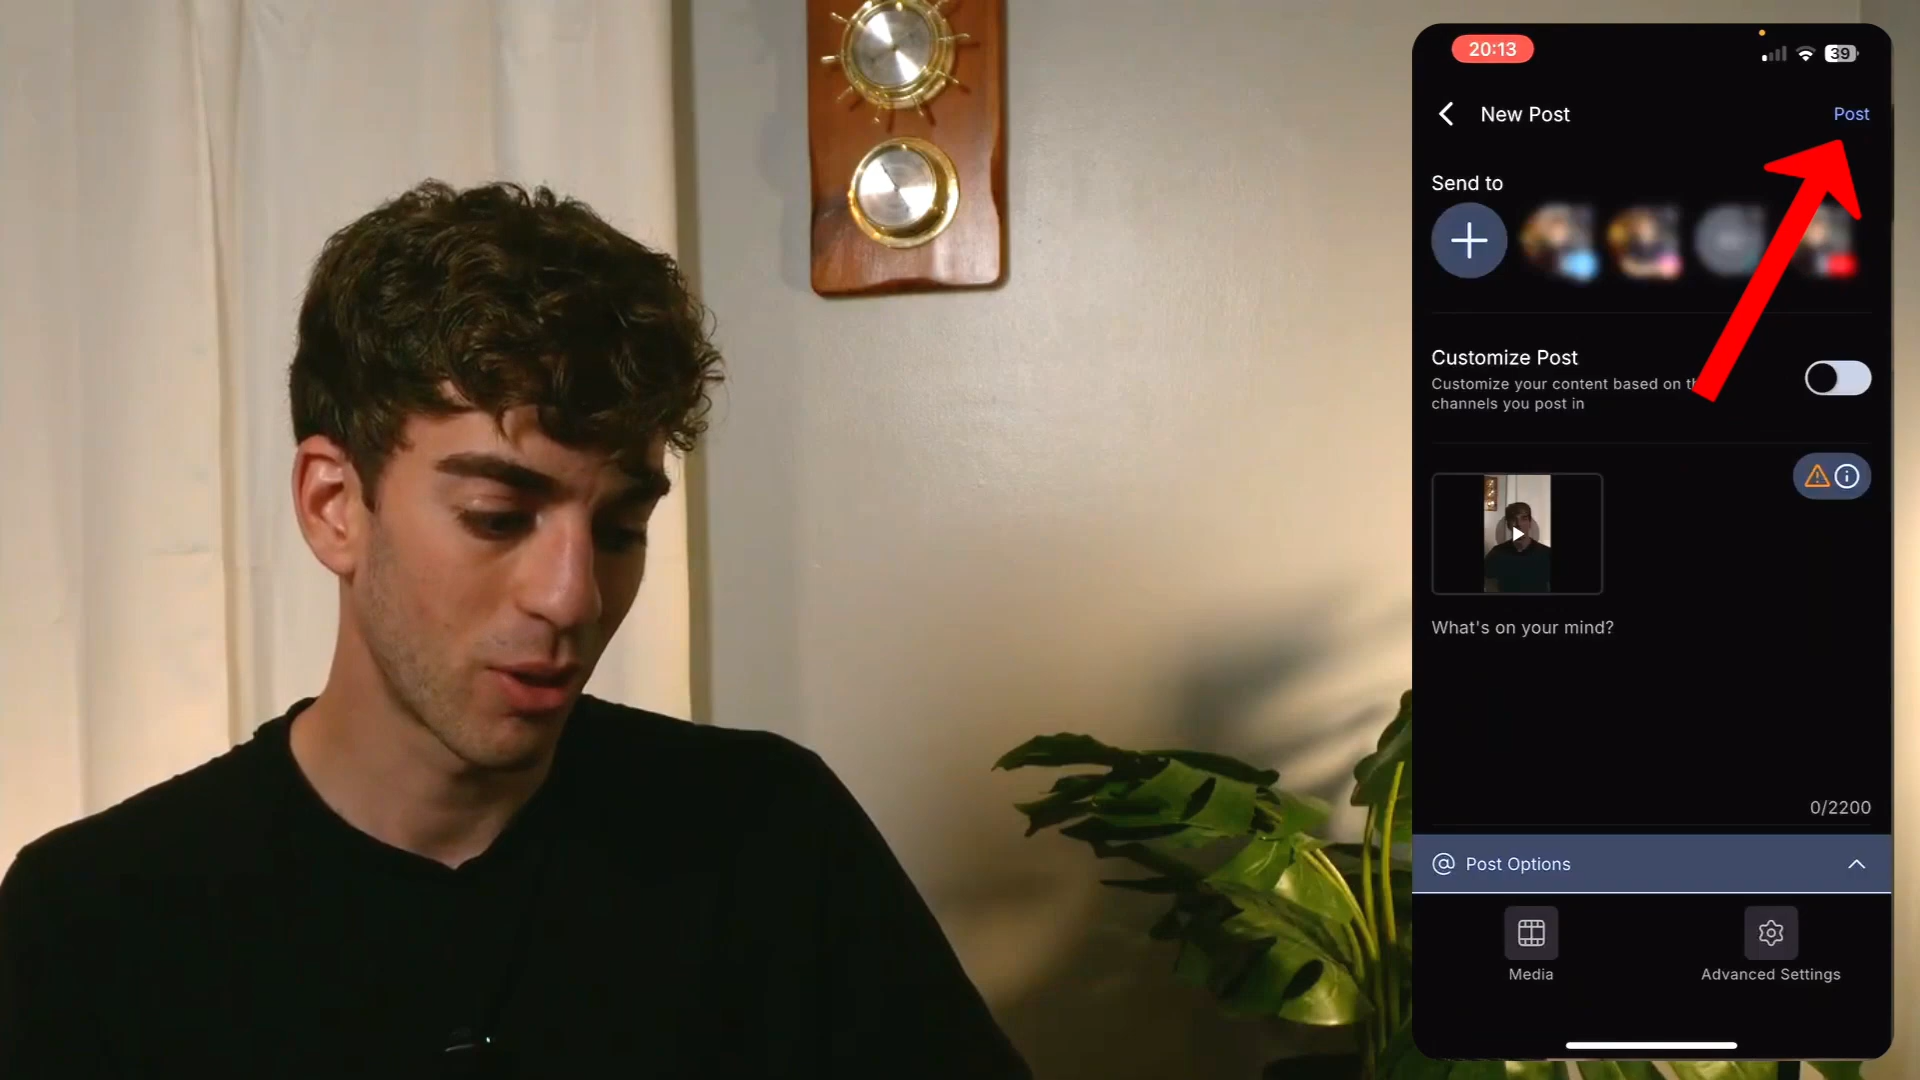 20:13
39
New Post
Post
Send to
Customize Post
Customize your content based on
channels you post in
What's on your mind?
0/2200
@ Post Options
Media
Advanced Settings